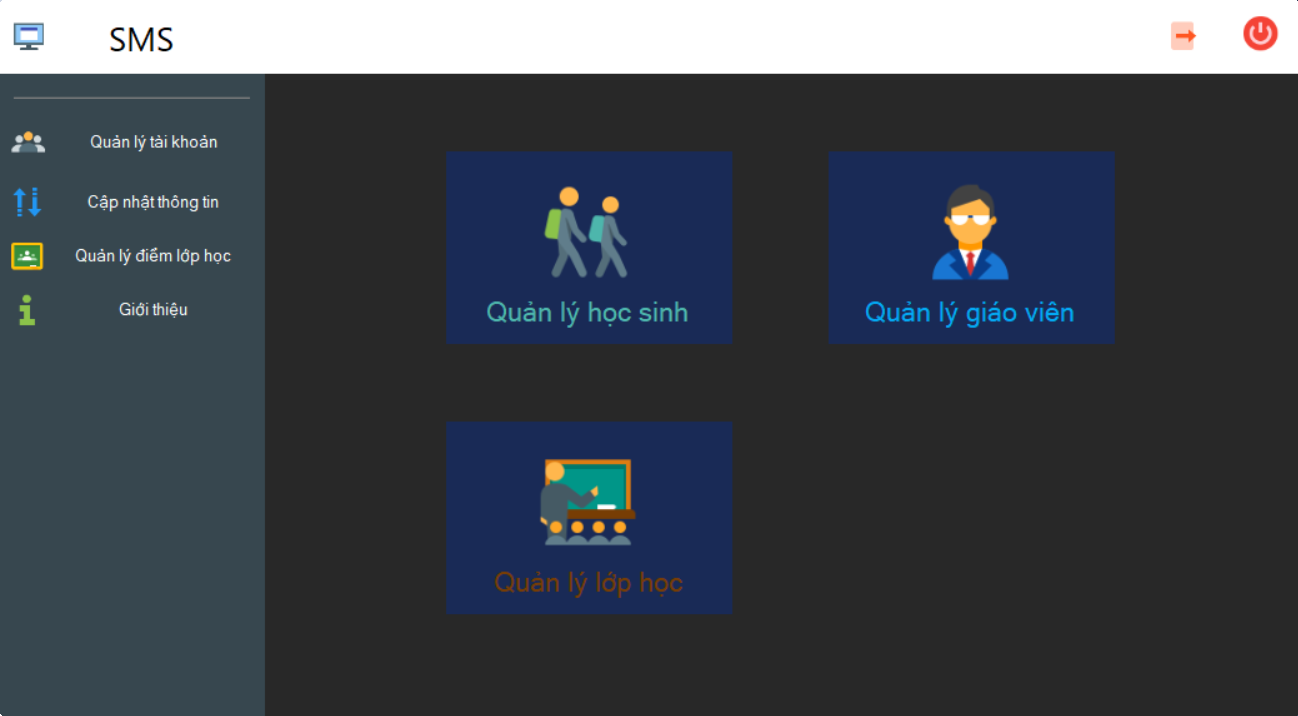 SMS
Quản lý tài khoản
Cập nhật thông tin
Quản lý điểm lớp học
Giới thiệu
Quản lý học sinh
Quản lý giáo viên
Quản lý lớp học